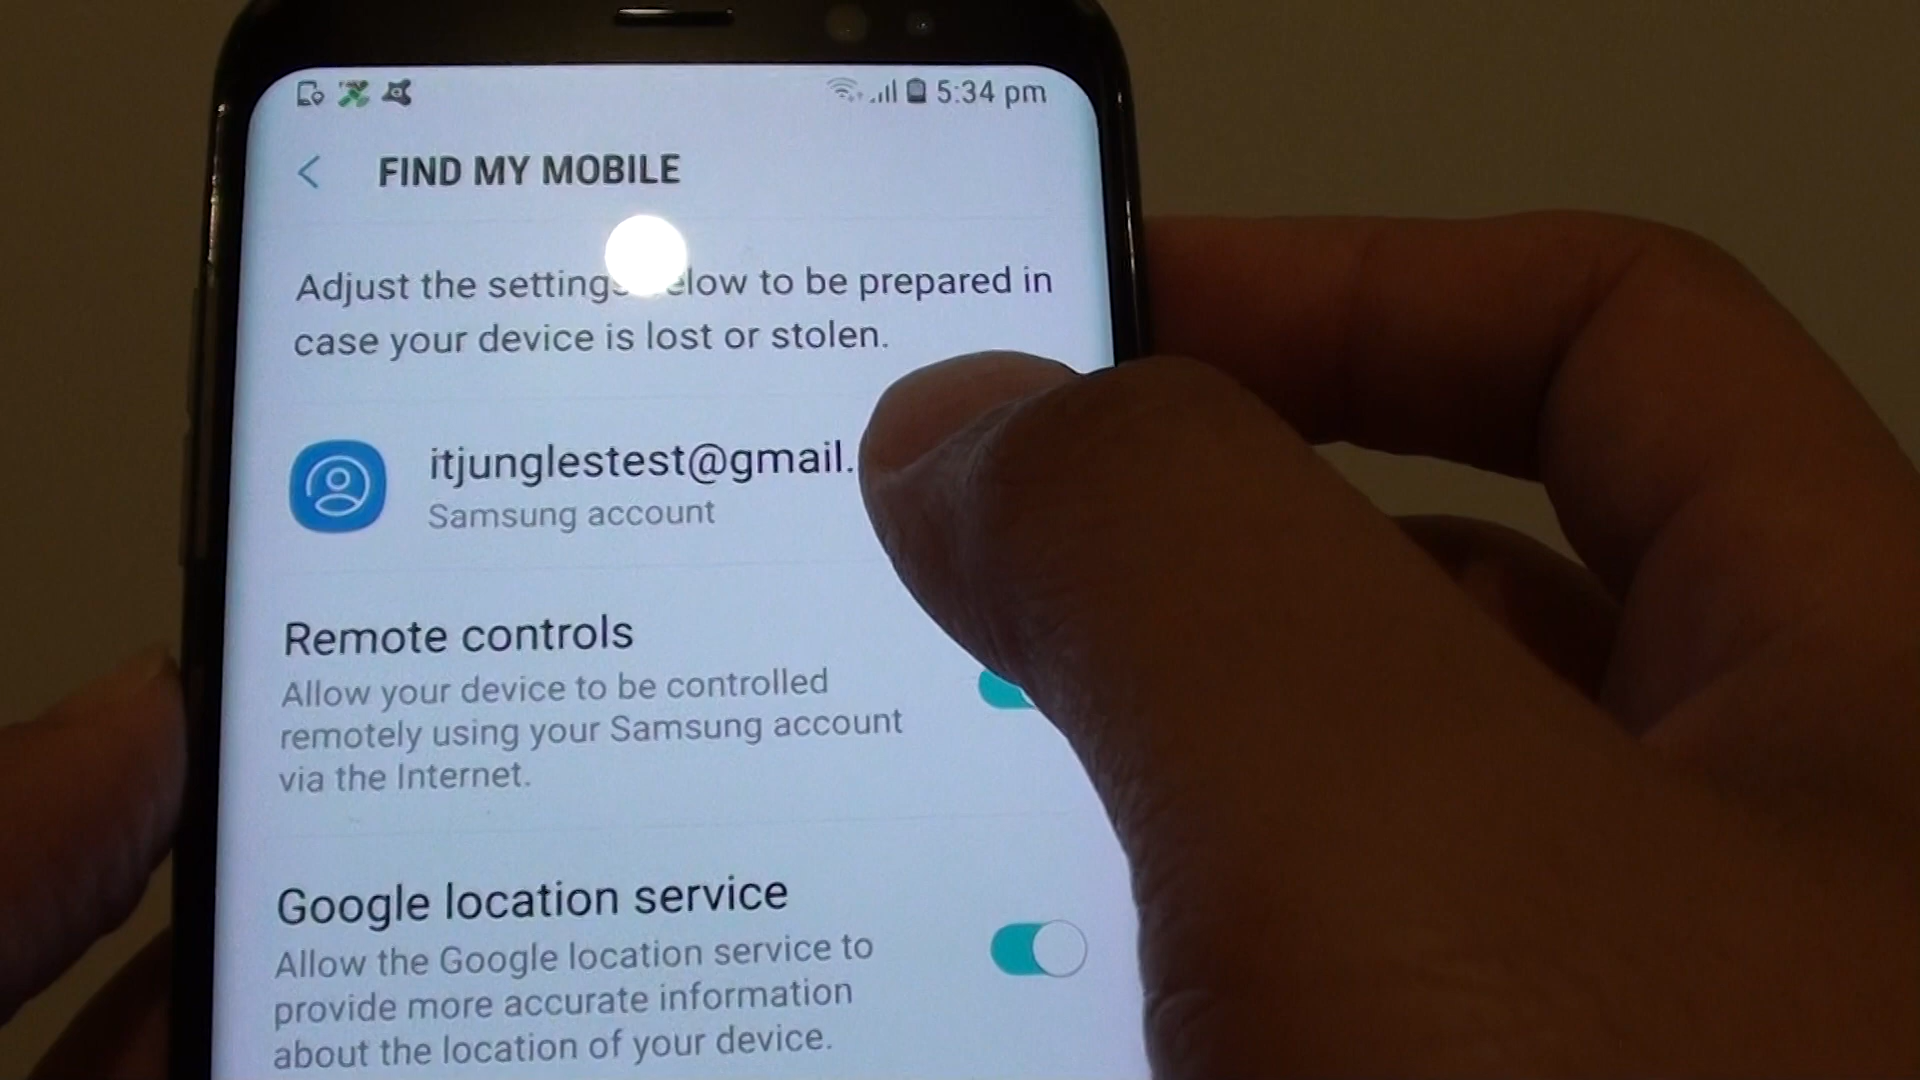 5:34 pm
FIND MY MOBILE
Adjust the settings to be prepared in
case your device is lost or stolen.
itjunglestest@gmail.
Samsung account
Remote controls
Allow your device to be controlled
remotely using your Samsung account
via the Internet.
Google location service
Allow the Google location service to
provide more accurate information
about the location of your device.